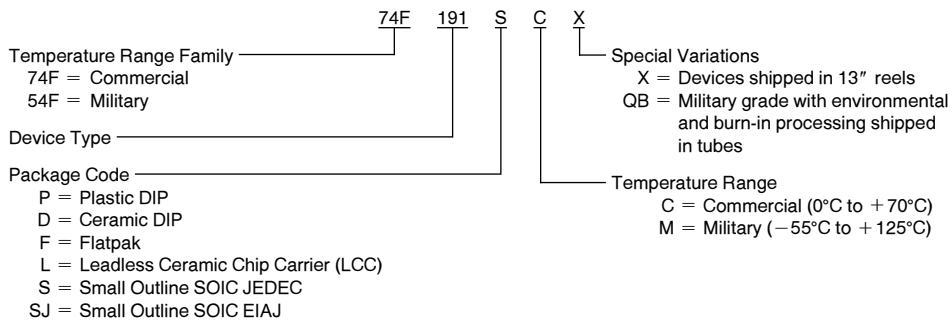 74F 191 S C X
Temperature Range Family
74F = Commercial
54F = Military
Device Type
Package Code
P = Plastic DIP
D = Ceramic DIP
F = Flatpak
L = Leadless Ceramic Chip Carrier (LCC)
S = Small Outline SOIC JEDEC
SJ = Small Outline SOIC EIAJ
Special Variations
X = Devices shipped in 13″ reels
QB = Military grade with environmental
and burn-in processing shipped
in tubes
Temperature Range
C = Commercial (0°C to +70°C)
M = Military (−55°C to +125°C)